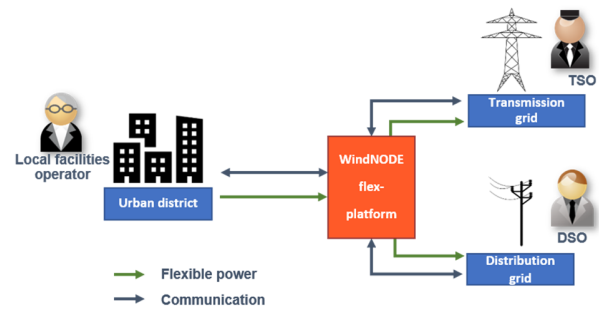 TSO
Transmission
grid
Local facilities
operator
WindNODE
flex-
platform
Urban district
DSO
Distribution
grid
Flexible power
Communication